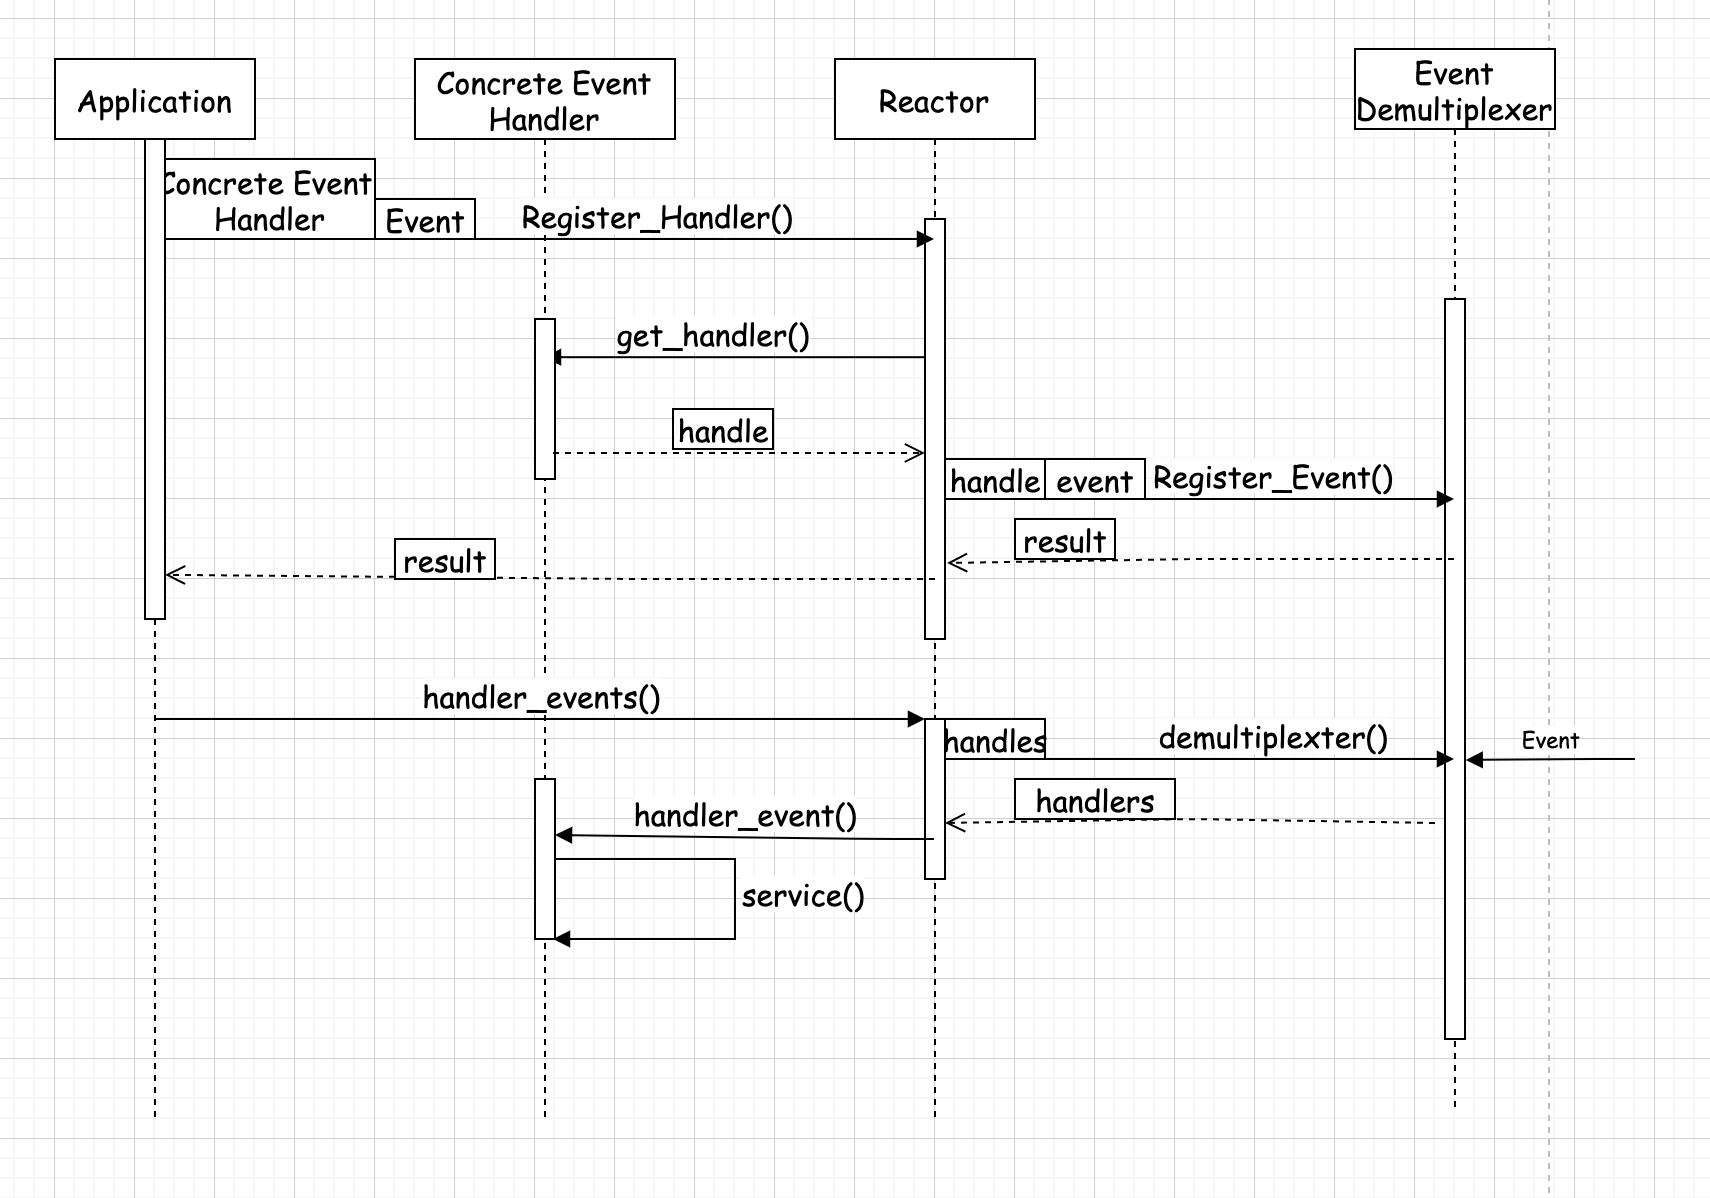 Application
Concrete Event
Handler
Reactor
Event
Demultiplexer
Concrete Event
Handler
Event
Register_Handler()
get_handler()
handle
handle
event
Register_Event()
result
result
handler_events()
handles
demultiplexter()
Event
handlers
handler_event()
service()